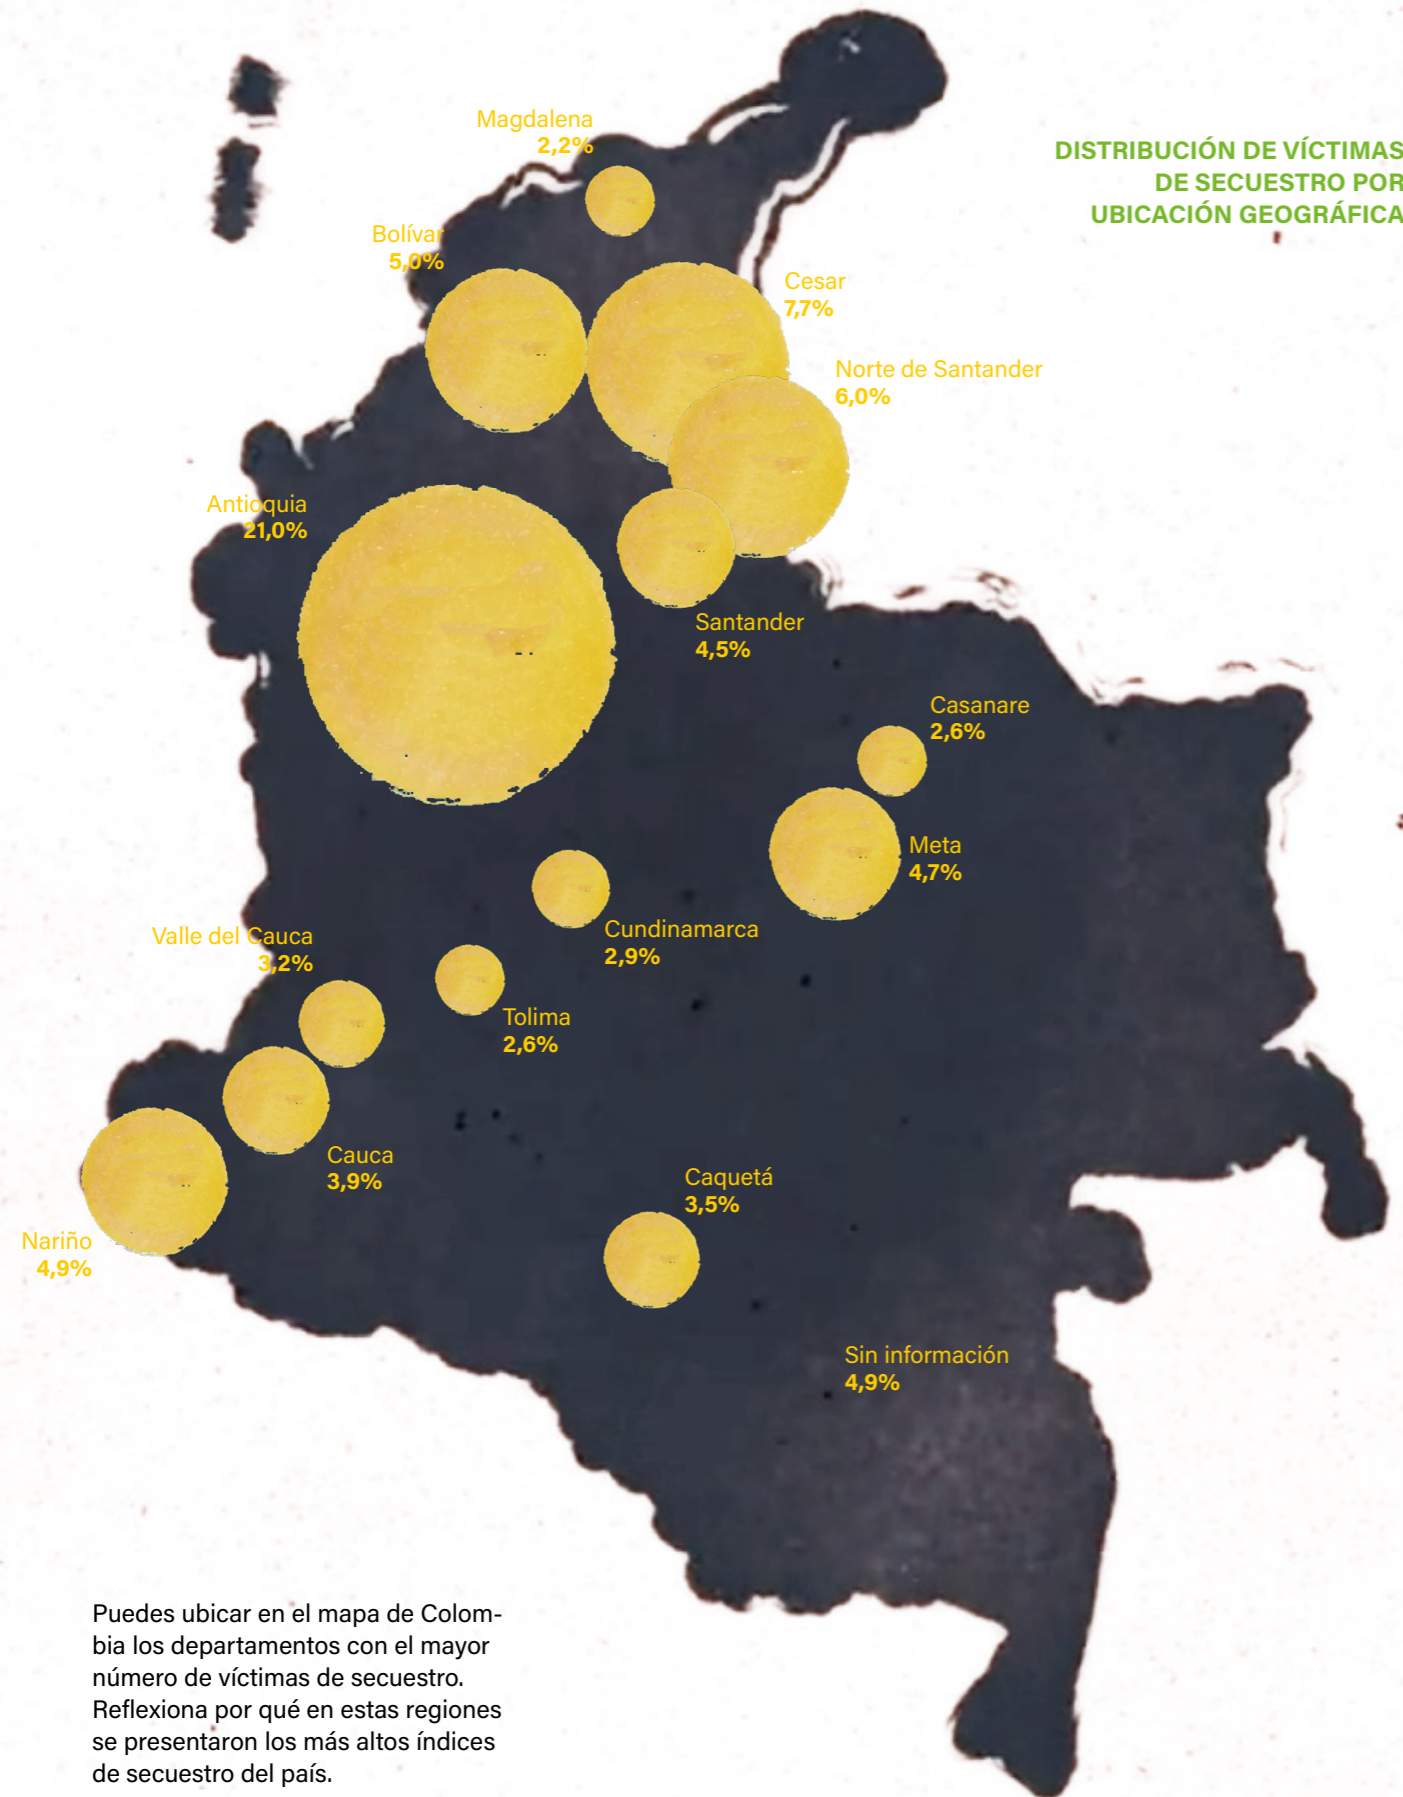 DISTRIBUCIÓN DE VÍCTIMAS
DE SECUESTRO POR
UBICACIÓN GEOGRÁFICA
Magdalena
2,2%
Bolívar
5,0%
Cesar
7,7%
Norte de Santander
6,0%
Antioquia
21,0%
Santander
4,5%
Casanare
2,6%
Meta
4,7%
Cundinamarca
2,9%
Valle del Cauca
3,2%
Tolima
2,6%
Cauca
3,9%
Caquetá
3,5%
Nariño
4,9%
Sin información
4,9%
Puedes ubicar en el mapa de Colom-
bia los departamentos con el mayor
número de víctimas de secuestro.
Reflexiona por qué en estas regiones
se presentaron los más altos índices
de secuestro del país.